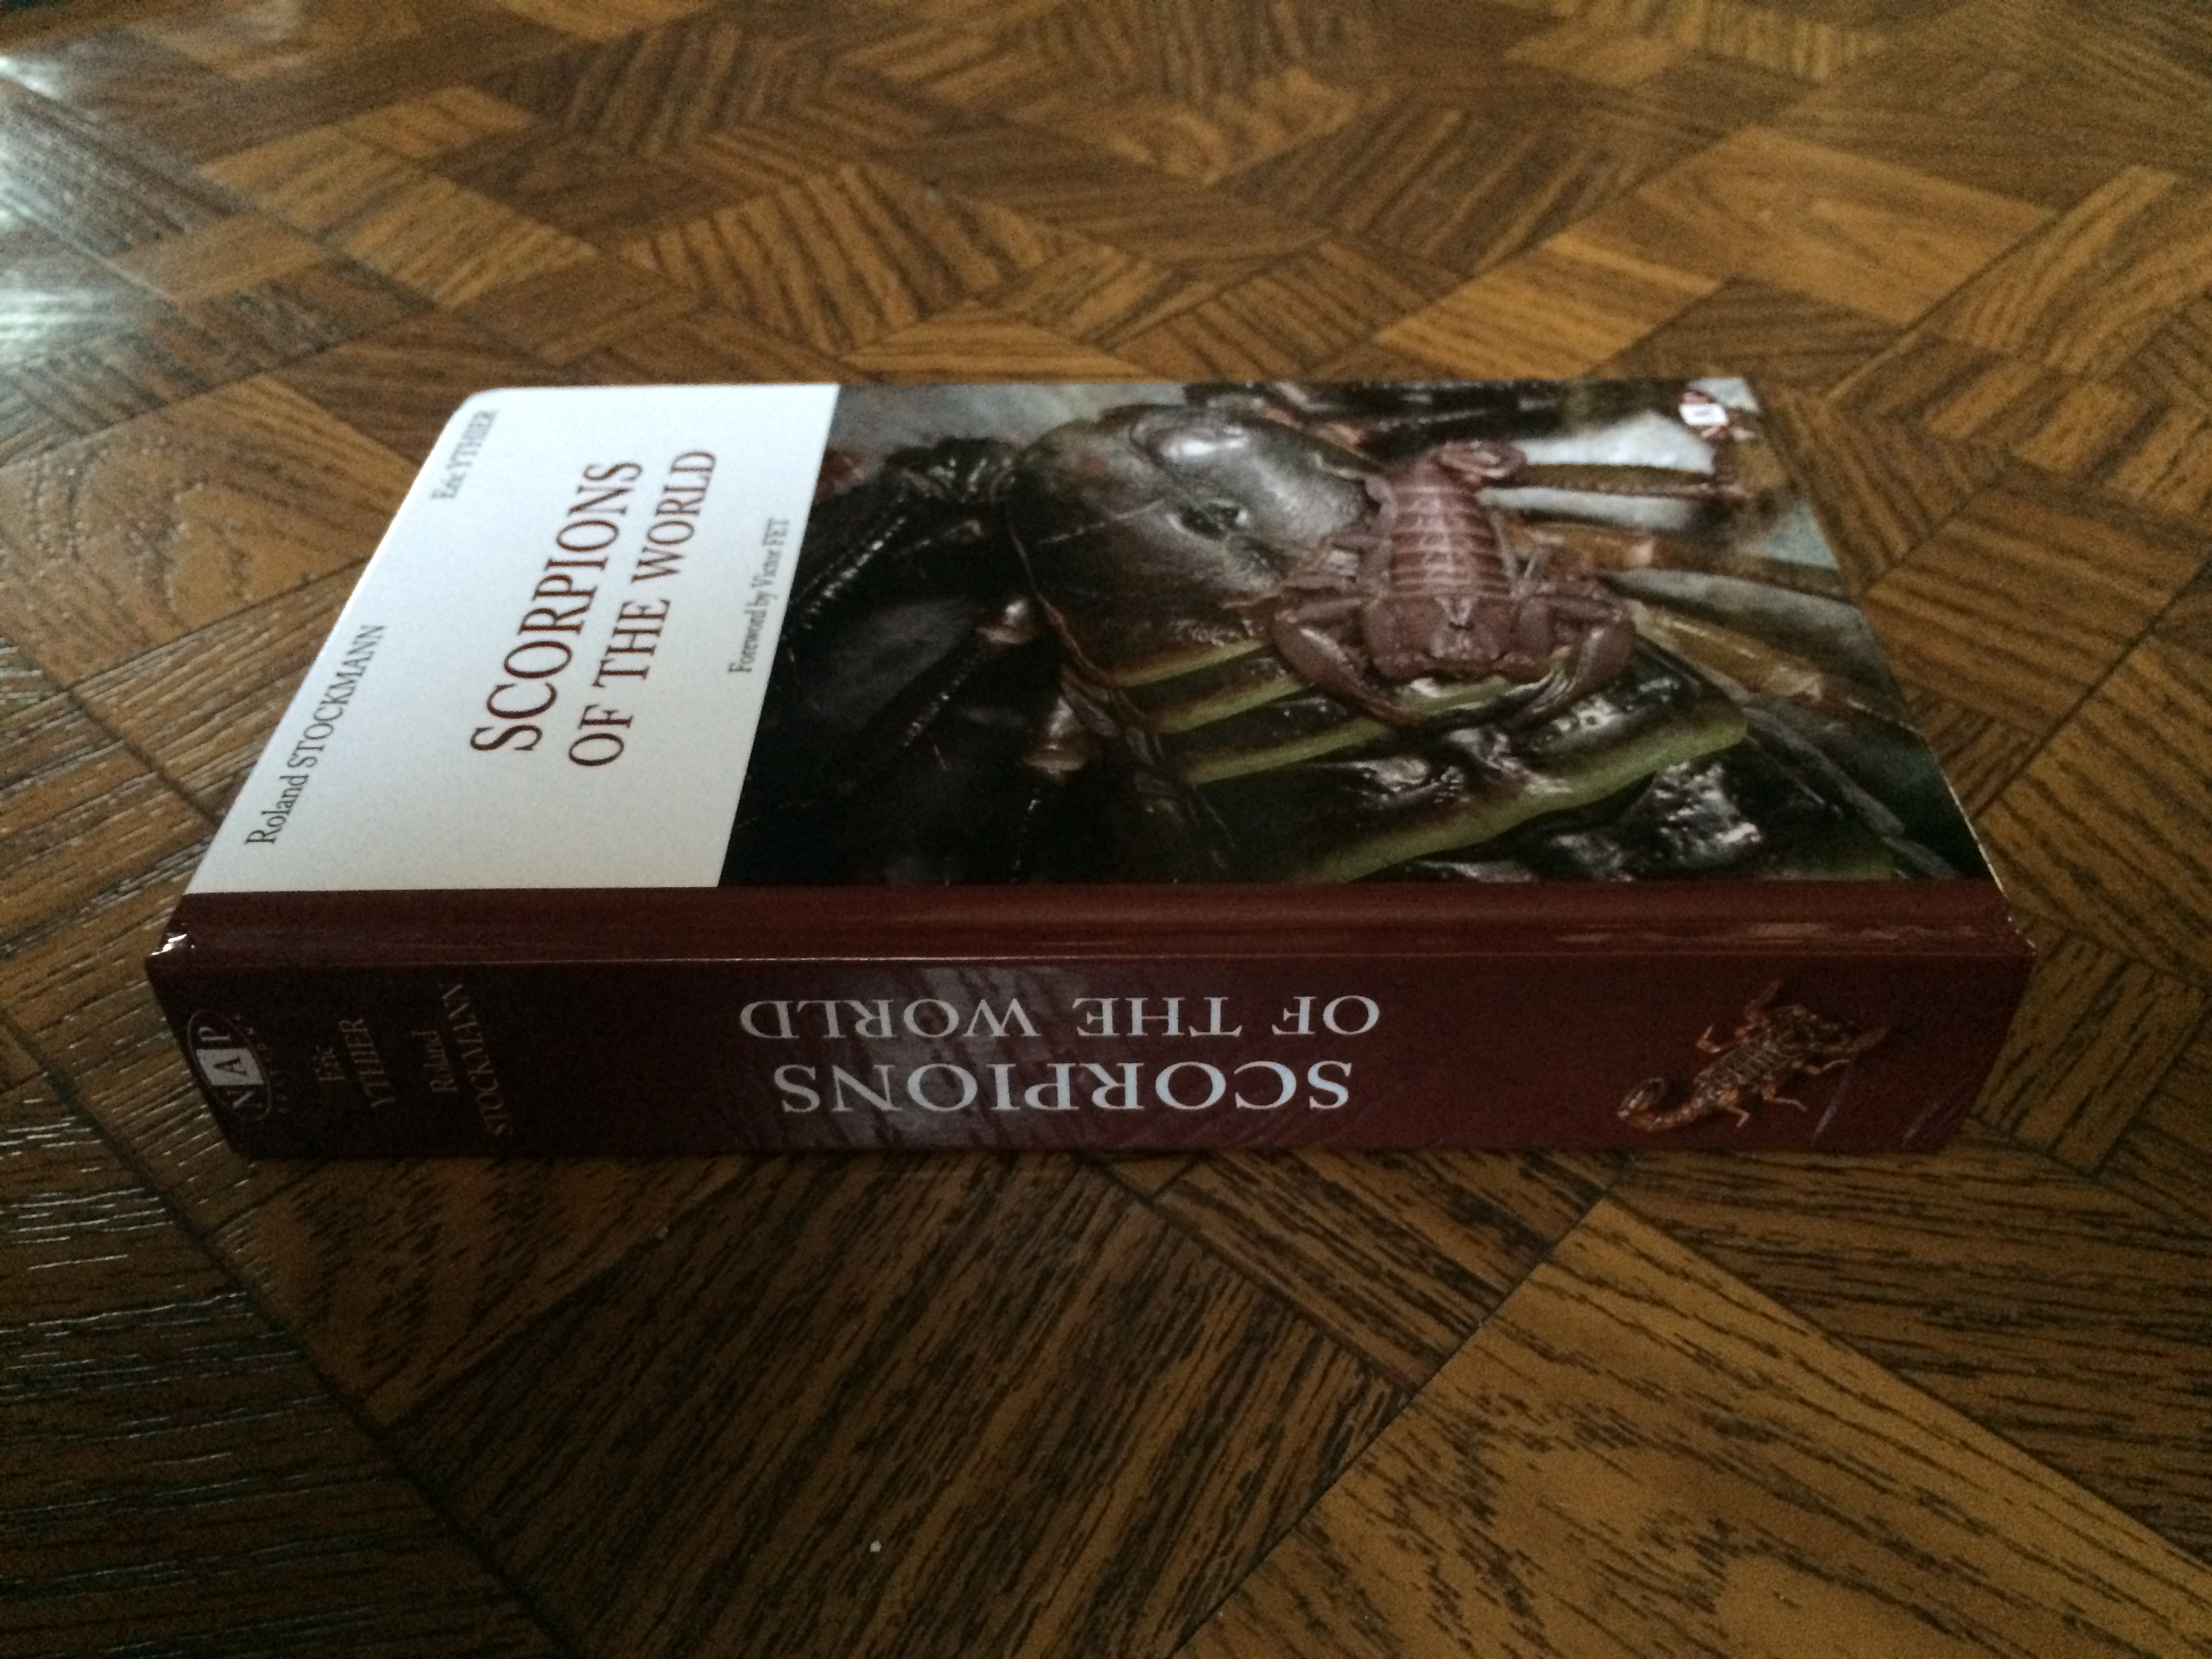 Roland STOCKMANN
Eric YTHIER
SCORPIONS
OF THE WORLD
Foreword by Victor FET
NAP
Eric
YTHIER
Roland
STOCKMANN
SCORPIONS
OF THE WORLD